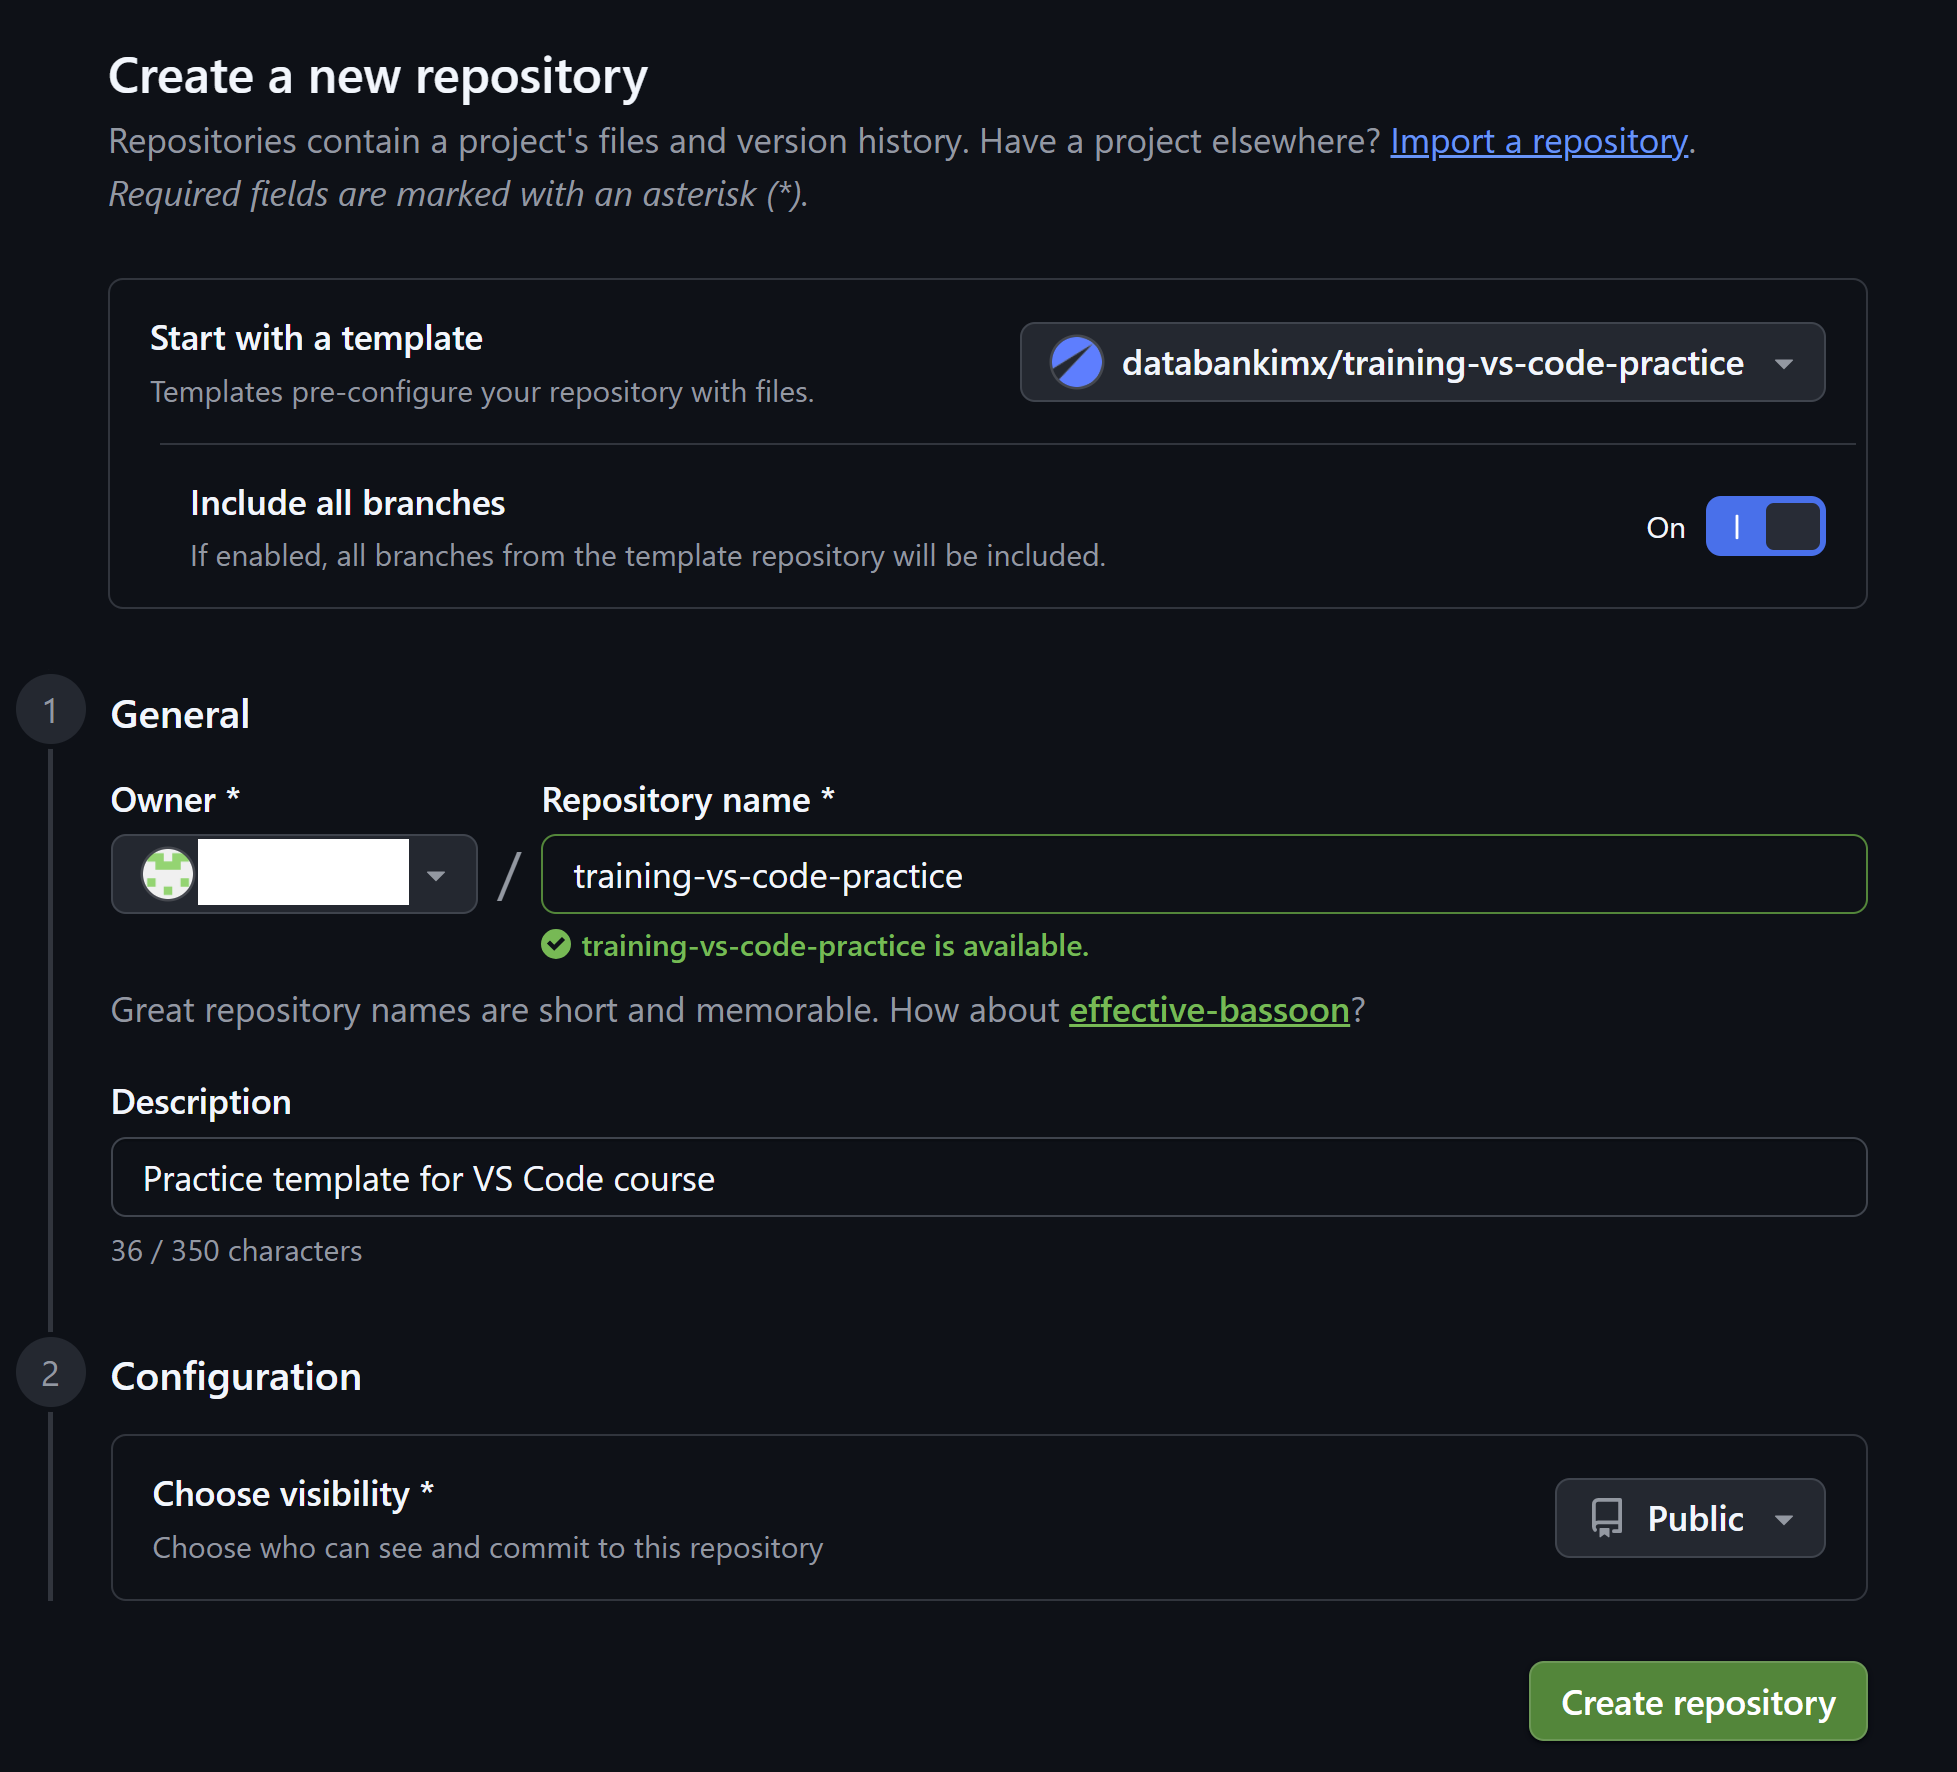 Create a new repository
Repositories contain a project's files and version history. Have a project elsewhere? Import a repository.
Required fields are marked with an asterisk (*).
Start with a template
Templates pre-configure your repository with files.
databankimx/training-vs-code-practice
Include all branches
If enabled, all branches from the template repository will be included.
On
1
General
Owner *
Repository name *
/
training-vs-code-practice
training-vs-code-practice is available.
Great repository names are short and memorable. How about effective-bassoon?
Description
Practice template for VS Code course
36 / 350 characters
2
Configuration
Choose visibility *
Choose who can see and commit to this repository
Public
Create repository